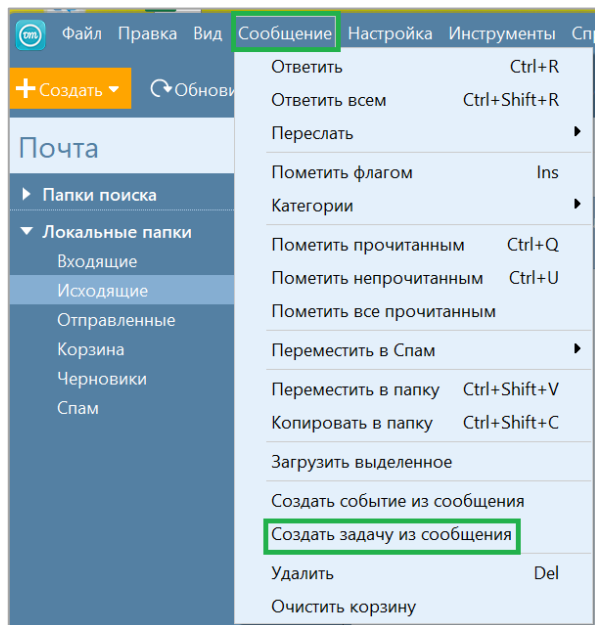 Файл Правка Вид Сообщение Настройка Инструменты
Создать
Почта
Папки поиска
Локальные папки
Входящие
Исходящие
Отправленные
Корзина
Черновики
Спам
Ответить Ctrl+R
Ответить всем Ctrl+Shift+R
Переслать
Пометить флагом Ins
Категории
Пометить прочитанным Ctrl+Q
Пометить непрочитанным Ctrl+U
Пометить все прочитанным
Переместить в Спам
Переместить в папку Ctrl+Shift+V
Копировать в папку Ctrl+Shift+C
Загрузить выделенное
Создать событие из сообщения
Создать задачу из сообщения
Удалить Del
Очистить корзину